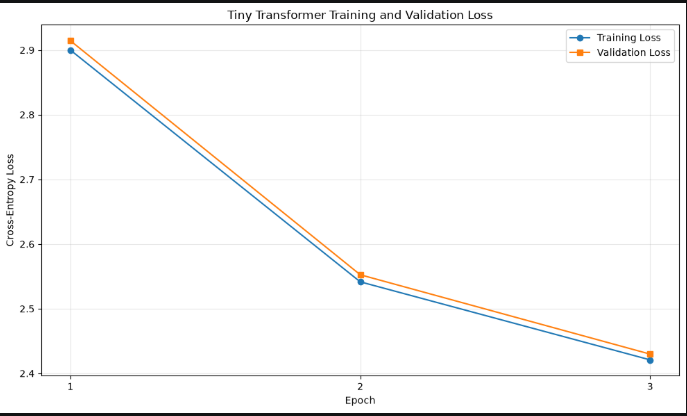 Tiny Transformer Training and Validation Loss
Training Loss
Validation Loss
2.9
2.8
2.7
2.6
2.5
2.4
Cross-Entropy Loss
1
2
3
Epoch